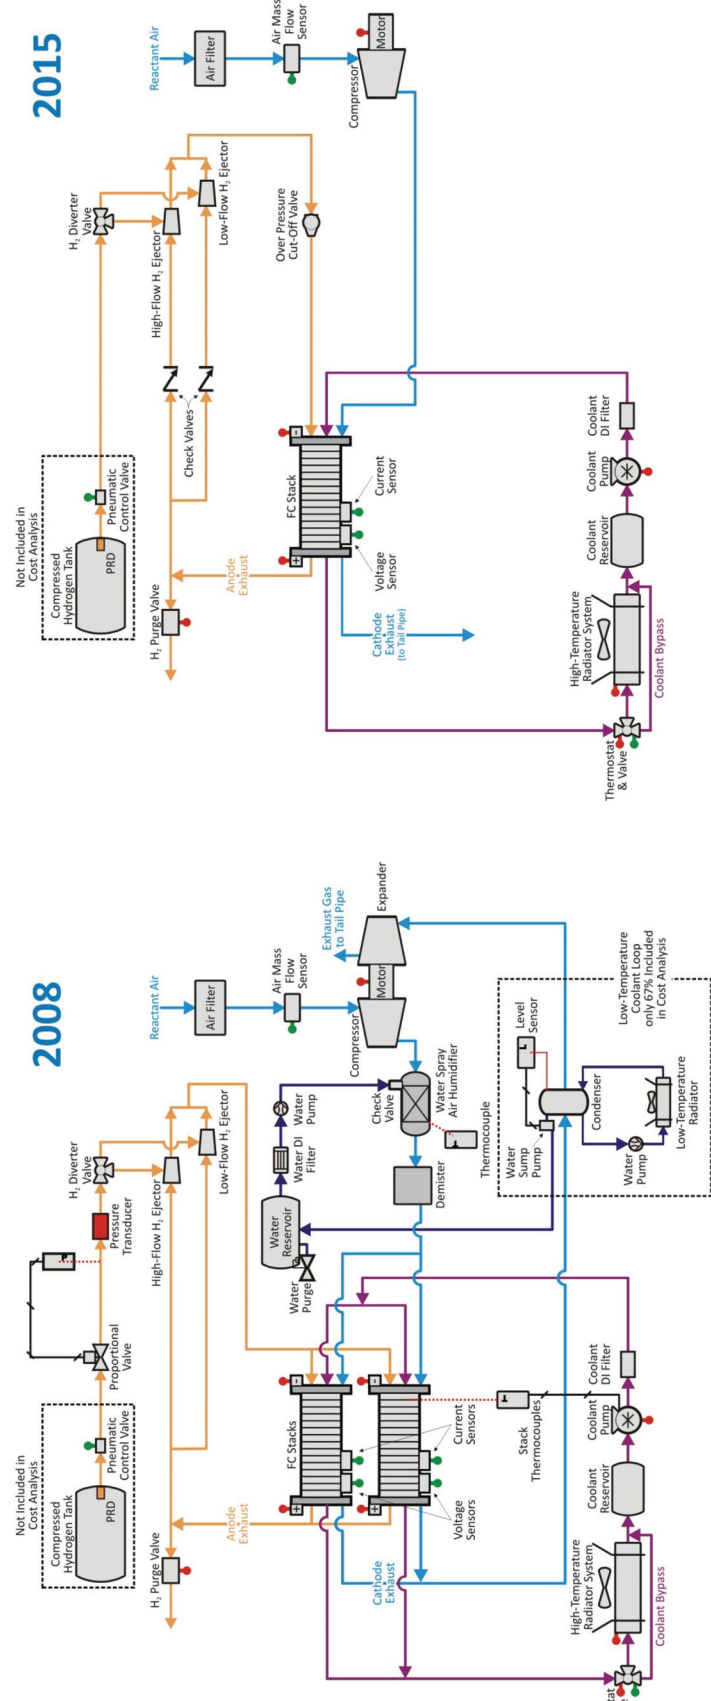 2008
Not Included in
Cost Analysis
Compressed
Hydrogen Tank
PRD
Pneumatic
Control Valve
Proportional
Valve
Pressure
Transducer
H₂ Diverter
Valve
High-Flow H₂ Ejector
Low-Flow H₂ Ejector
H₂ Purge Valve
Reactant Air
Air Filter
Air Mass
Flow
Sensor
Compressor
Motor
Expander
Exhaust Gas
to Tail Pipe
Water
Reservoir
Water
Purge
Water DI
Filter
Water
Pump
Check
Valve
Water Spray
Air Humidifier
Thermocouple
Demister
Anode
Exhaust
FC Stacks
+
-
+
-
Voltage
Sensors
Current
Sensors
Cathode
Exhaust
Stack
Thermocouples
Water
Sump
Pump
Level
Sensor
Condenser
Water
Pump
Low-Temperature
Radiator
Low-Temperature
Coolant Loop
only 67% Included
in Cost Analysis
High-Temperature
Radiator System
Coolant
Reservoir
Coolant
Pump
Coolant
DI Filter
Coolant Bypass
2015
Not Included in
Cost Analysis
Compressed
Hydrogen Tank
PRD
Pneumatic
Control Valve
H₂ Diverter
Valve
High-Flow H₂ Ejector
Low-Flow H₂ Ejector
Check Valves
H₂ Purge Valve
Over Pressure
Cut-Off Valve
Reactant Air
Air Filter
Air Mass
Flow
Sensor
Compressor
Motor
Anode
Exhaust
FC Stack
+
-
Voltage
Sensor
Current
Sensor
Cathode
Exhaust
(to Tail Pipe)
Thermostat
& Valve
High-Temperature
Radiator System
Coolant
Reservoir
Coolant
Pump
Coolant
DI Filter
Coolant Bypass